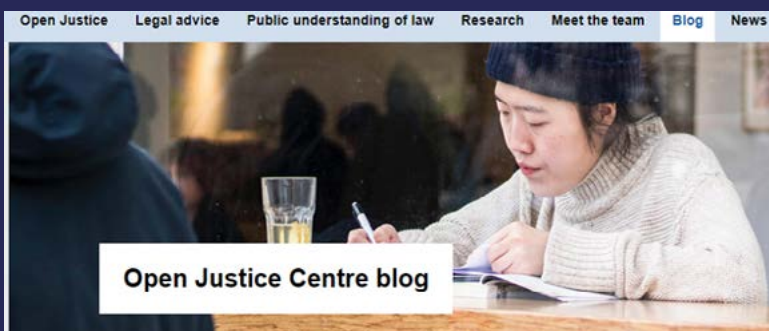 Open Justice Legal advice Public understanding of law Research Meet the team Blog News
Open Justice Centre blog